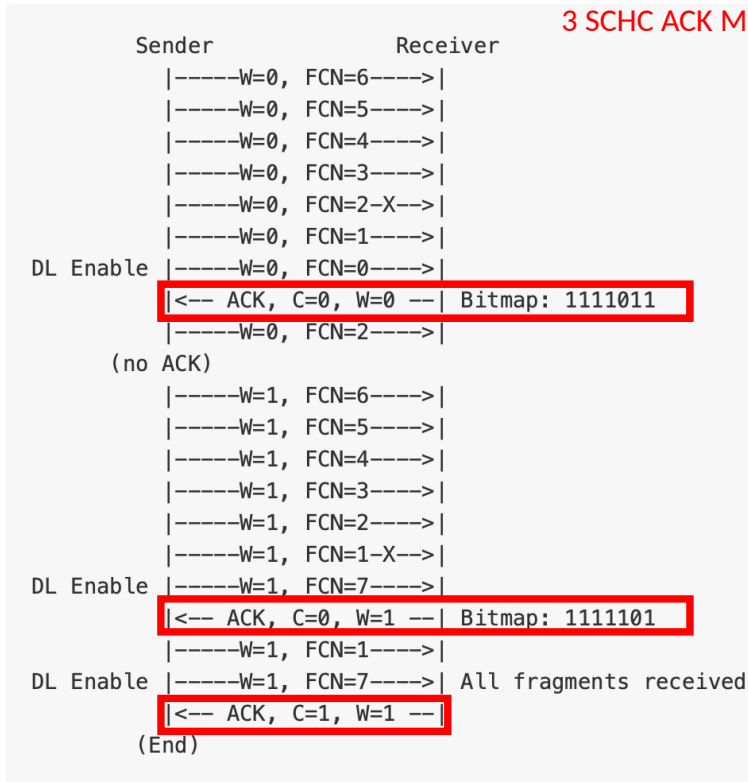 3 SCHC ACK M
Sender Receiver
|-----W=0, FCN=6---->|
|-----W=0, FCN=5---->|
|-----W=0, FCN=4---->|
|-----W=0, FCN=3---->|
|-----W=0, FCN=2-X-->|
|-----W=0, FCN=1---->|
DL Enable |-----W=0, FCN=0---->|
|<-- ACK, C=0, W=0 --| Bitmap: 1111011
|-----W=0, FCN=2---->|
(no ACK)
|-----W=1, FCN=6---->|
|-----W=1, FCN=5---->|
|-----W=1, FCN=4---->|
|-----W=1, FCN=3---->|
|-----W=1, FCN=2---->|
|-----W=1, FCN=1-X-->|
DL Enable |-----W=1, FCN=7---->|
|<-- ACK, C=0, W=1 --| Bitmap: 1111101
|-----W=1, FCN=1---->|
DL Enable |-----W=1, FCN=7---->| All fragments received
|<-- ACK, C=1, W=1 --|
(End)